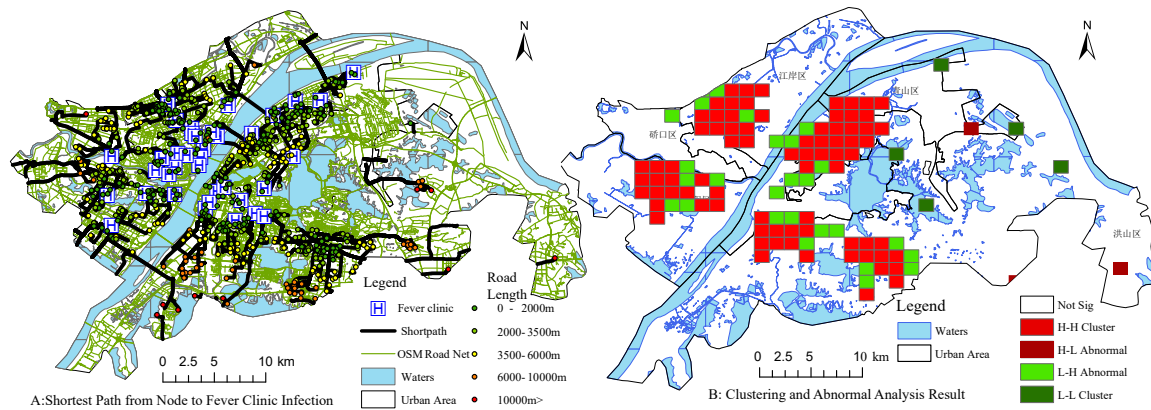 N
Legend
Fever clinic
Shortpath
OSM Road Net
Waters
Urban Area
Road
Length
0 - 2000m
2000- 3500m
3500- 6000m
6000- 10000m
10000m>
0 2.5 5 10 km
A:Shortest Path from Node to Fever Clinic Infection
N
江岸区
青山区
硚口区
洪山区
Legend
Waters
Urban Area
Not Sig
H-H Cluster
H-L Abnormal
L-H Abnormal
L-L Cluster
0 2.5 5 10 km
B: Clustering and Abnormal Analysis Result